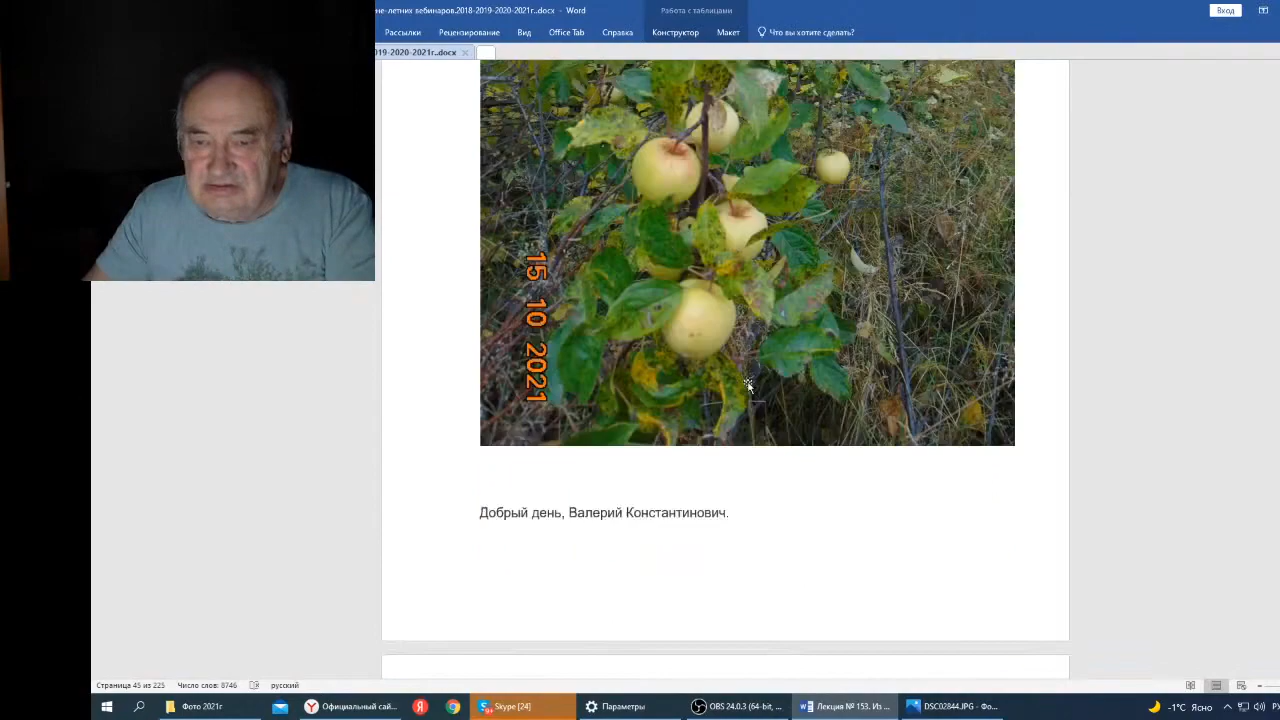 не-летних вебинаров.2018-2019-2020-2021г..docx - Word
Работа с таблицами
Вход
Рассылки Рецензирование Вид Office Tab Справка Конструктор Макет Что вы хотите сделать?
019-2020-2021г..docx
15 10 2021
Добрый день, Валерий Константинович.
Страница 45 из 225 Число слов: 8746 русский
Фото 2021г
Официальный сай...
Skype [24]
9+
Параметры
OBS 24.0.3 (64-bit, ...
Лекция № 153. Из ...
DSC02844.JPG - Фо...
-1°C Ясно